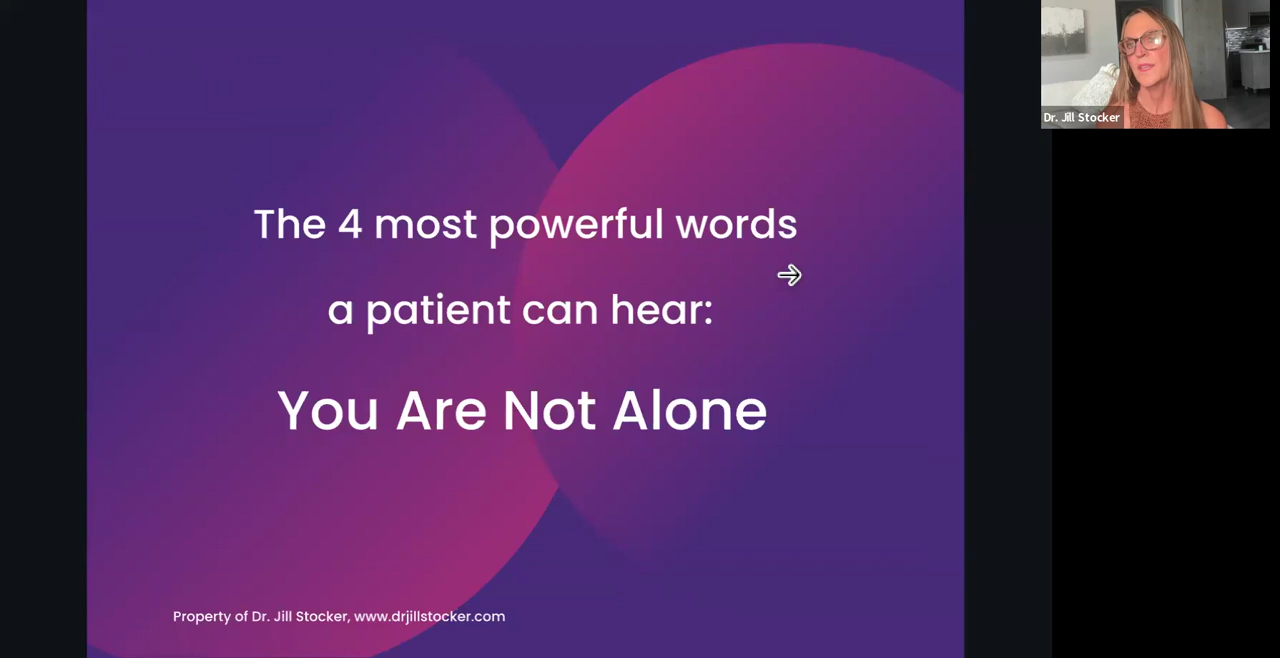 The 4 most powerful words
a patient can hear:
You Are Not Alone
Property of Dr. Jill Stocker, www.drjillstocker.com
Dr. Jill Stocker